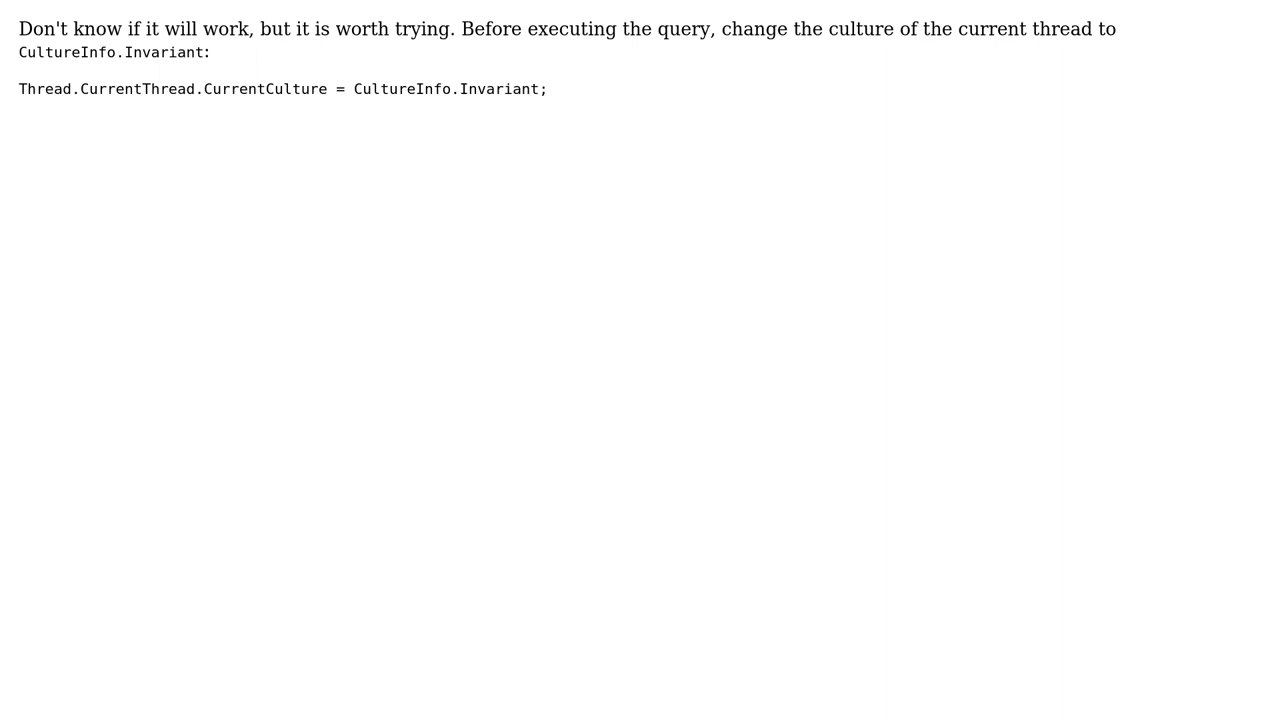 Don't know if it will work, but it is worth trying. Before executing the query, change the culture of the current thread to
CultureInfo.Invariant:
Thread.CurrentThread.CurrentCulture = CultureInfo.Invariant;